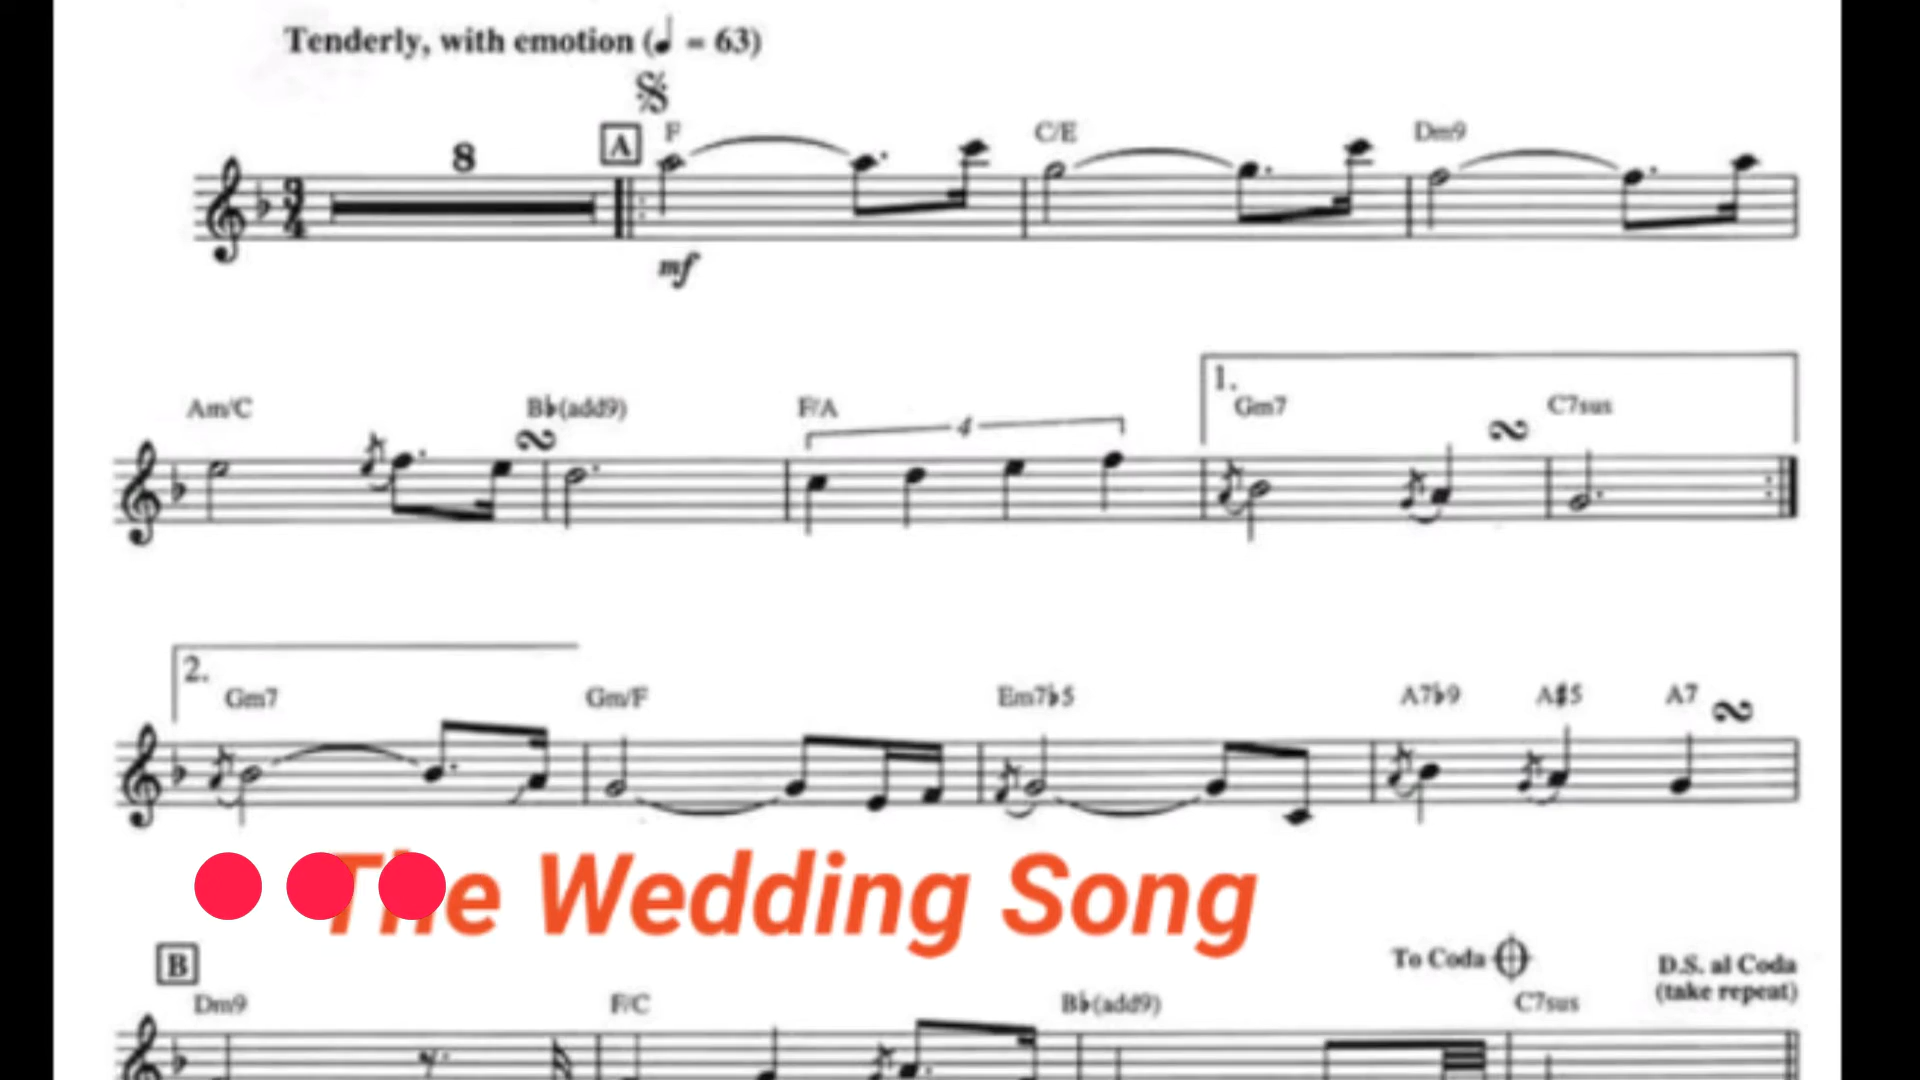 Tenderly, with emotion (♩ = 63)
8
A F C/E Dm9
mf
Am/C B♭(add9) F/A 4 1. Gm7 C7sus
2. Gm7 Gm/F Em7♭5 A7♭9 A♯5 A7
The Wedding Song
B To Coda D.S. al Coda
(take repeat)
Dm9 F/C B♭(add9) C7sus